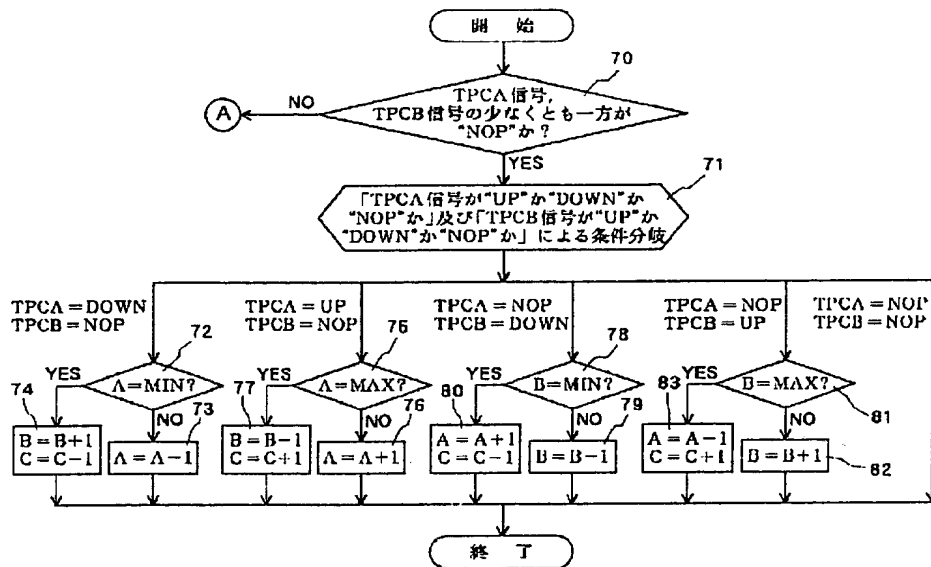 開 始
70
TPCA信号,
TPCB信号の少なくとも一方が
"NOP"か?
NO
A
YES
71
「TPCA信号が"UP"か"DOWN"か
"NOP"か」及び「TPCB信号が"UP"か
"DOWN"か"NOP"か」による条件分岐
TPCA=DOWN
TPCB=NOP
TPCA=UP
TPCB=NOP
TPCA=NOP
TPCB=DOWN
TPCA=NOP
TPCB=UP
TPCA=NOP
TPCB=NOP
72
A=MIN?
YES
NO
74
B=B+1
C=C-1
73
A=A-1
75
A=MAX?
YES
NO
77
B=B-1
C=C+1
76
A=A+1
78
B=MIN?
YES
NO
80
A=A+1
C=C-1
79
B=B-1
81
B=MAX?
YES
NO
83
A=A-1
C=C+1
82
B=B+1
終 了